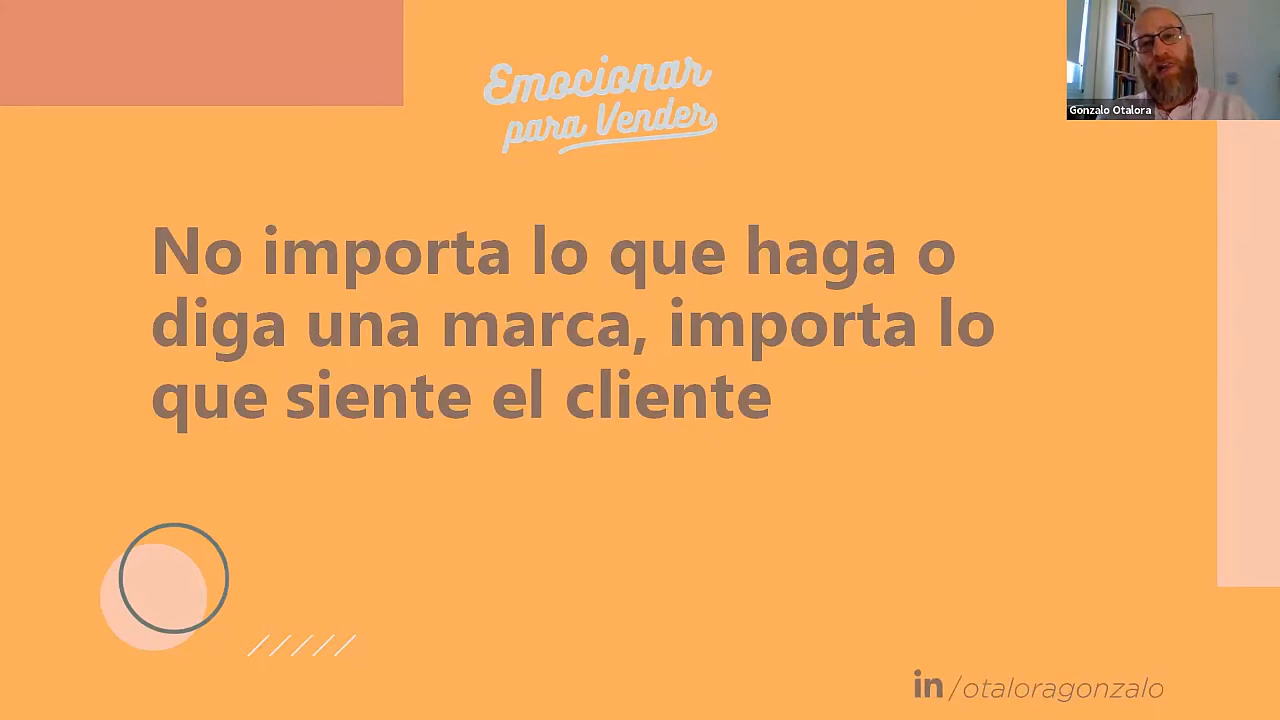 Emocionar
para Vender
Gonzalo Otalora
No importa lo que haga o
diga una marca, importa lo
que siente el cliente
in/otaloragonzalo